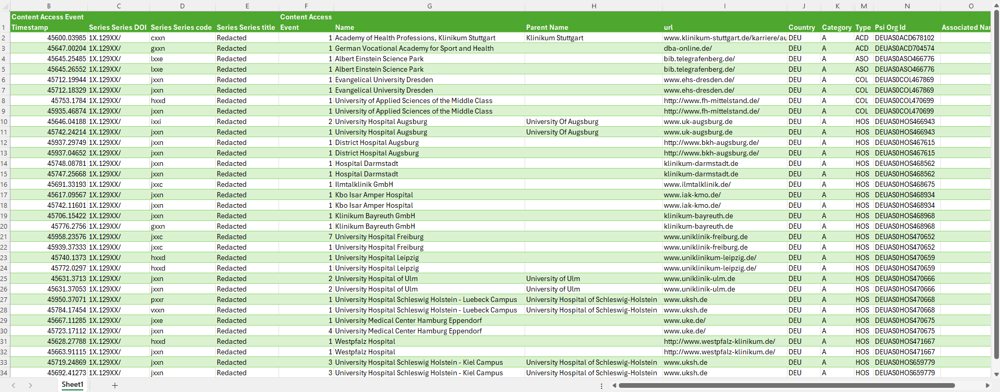 B C D E F G H I J K L M N O
Content Access Event Content Access
1 Timestamp Series Series DOI Series Series code Series Series title Event Name Parent Name url Country Category Type Psi Org Id Associated Nar
2 45600.03985 1X.129XX/ cxxn Redacted 1 Academy of Health Professions, Klinikum Stuttgart Klinikum Stuttgart www.klinikum-stuttgart.de/karriere/au DEU A ACD DEUAS0ACD678102
3 45647.00204 1X.129XX/ gxxn Redacted 1 German Vocational Academy for Sport and Health dba-online.de/ DEU A ACD DEUAS0ACD704574
4 45645.25485 1X.129XX/ lxxe Redacted 1 Albert Einstein Science Park bib.telegrafenberg.de/ DEU A ASO DEUAS0ASO466776
5 45645.26552 1X.129XX/ lxxe Redacted 1 Albert Einstein Science Park bib.telegrafenberg.de/ DEU A ASO DEUAS0ASO466776
6 45712.19944 1X.129XX/ jxxn Redacted 1 Evangelical University Dresden www.ehs-dresden.de/ DEU A COL DEUAS0COL467869
7 45712.18329 1X.129XX/ jxxn Redacted 1 Evangelical University Dresden www.ehs-dresden.de/ DEU A COL DEUAS0COL467869
8 45753.1784 1X.129XX/ hxxd Redacted 1 University of Applied Sciences of the Middle Class http://www.fh-mittelstand.de/ DEU A COL DEUAS0COL470699
9 45935.46874 1X.129XX/ jxxn Redacted 1 University of Applied Sciences of the Middle Class http://www.fh-mittelstand.de/ DEU A COL DEUAS0COL470699
10 45646.04188 1X.129XX/ ixxi Redacted 2 University Hospital Augsburg University Of Augsburg www.uk-augsburg.de DEU A HOS DEUAS0HOS466943
11 45742.24214 1X.129XX/ jxxn Redacted 1 University Hospital Augsburg University Of Augsburg www.uk-augsburg.de DEU A HOS DEUAS0HOS466943
12 45937.29749 1X.129XX/ jxxn Redacted 1 District Hospital Augsburg http://www.bkh-augsburg.de/ DEU A HOS DEUAS0HOS467615
13 45937.04652 1X.129XX/ jxxn Redacted 1 District Hospital Augsburg http://www.bkh-augsburg.de/ DEU A HOS DEUAS0HOS467615
14 45748.08781 1X.129XX/ jxxn Redacted 1 Hospital Darmstadt klinikum-darmstadt.de DEU A HOS DEUAS0HOS468562
15 45747.25668 1X.129XX/ jxxn Redacted 1 Hospital Darmstadt klinikum-darmstadt.de DEU A HOS DEUAS0HOS468562
16 45691.33193 1X.129XX/ jxxc Redacted 1 Ilmtalklinik GmbH www.ilmtalklinik.de/ DEU A HOS DEUAS0HOS468675
17 45617.09567 1X.129XX/ jxxn Redacted 1 Kbo Isar Amper Hospital www.iak-kmo.de/ DEU A HOS DEUAS0HOS468934
18 45742.11601 1X.129XX/ jxxn Redacted 1 Kbo Isar Amper Hospital www.iak-kmo.de/ DEU A HOS DEUAS0HOS468934
19 45706.15422 1X.129XX/ jxxn Redacted 1 Klinikum Bayreuth GmbH klinikum-bayreuth.de DEU A HOS DEUAS0HOS468968
20 45776.2756 1X.129XX/ gxxn Redacted 1 Klinikum Bayreuth GmbH klinikum-bayreuth.de DEU A HOS DEUAS0HOS468968
21 45958.23576 1X.129XX/ jxxc Redacted 7 University Hospital Freiburg www.uniklinik-freiburg.de DEU A HOS DEUAS0HOS470652
22 45939.37333 1X.129XX/ jxxc Redacted 1 University Hospital Freiburg www.uniklinik-freiburg.de DEU A HOS DEUAS0HOS470652
23 45740.1373 1X.129XX/ hxxd Redacted 1 University Hospital Leipzig www.uniklinikum-leipzig.de/ DEU A HOS DEUAS0HOS470659
24 45772.0297 1X.129XX/ hxxd Redacted 1 University Hospital Leipzig www.uniklinikum-leipzig.de/ DEU A HOS DEUAS0HOS470659
25 45631.3713 1X.129XX/ jxxn Redacted 2 University Hospital of Ulm University of Ulm www.uniklinik-ulm.de DEU A HOS DEUAS0HOS470666
26 45631.37053 1X.129XX/ jxxn Redacted 2 University Hospital of Ulm University of Ulm www.uniklinik-ulm.de DEU A HOS DEUAS0HOS470666
27 45950.37071 1X.129XX/ pxxr Redacted 1 University Hospital Schleswig Holstein - Luebeck Campus University Hospital of Schleswig-Holstein www.uksh.de DEU A HOS DEUAS0HOS470668
28 45784.17454 1X.129XX/ vxxn Redacted 1 University Hospital Schleswig Holstein - Luebeck Campus University Hospital of Schleswig-Holstein www.uksh.de DEU A HOS DEUAS0HOS470668
29 45667.11285 1X.129XX/ jxxe Redacted 1 University Medical Center Hamburg Eppendorf www.uke.de/ DEU A HOS DEUAS0HOS470675
30 45723.17112 1X.129XX/ jxxn Redacted 4 University Medical Center Hamburg Eppendorf www.uke.de/ DEU A HOS DEUAS0HOS470675
31 45628.27788 1X.129XX/ hxxd Redacted 1 Westpfalz Hospital http://www.westpfalz-klinikum.de/ DEU A HOS DEUAS0HOS471667
32 45663.91115 1X.129XX/ jxxn Redacted 1 Westpfalz Hospital http://www.westpfalz-klinikum.de/ DEU A HOS DEUAS0HOS471667
33 45719.24869 1X.129XX/ jxxn Redacted 3 University Hospital Schleswig Holstein - Kiel Campus University Hospital of Schleswig-Holstein www.uksh.de DEU A HOS DEUAS0HOS659779
34 45692.41273 1X.129XX/ jxxn Redacted 3 University Hospital Schleswig Holstein - Kiel Campus University Hospital of Schleswig-Holstein www.uksh.de DEU A HOS DEUAS0HOS659779
Sheet1